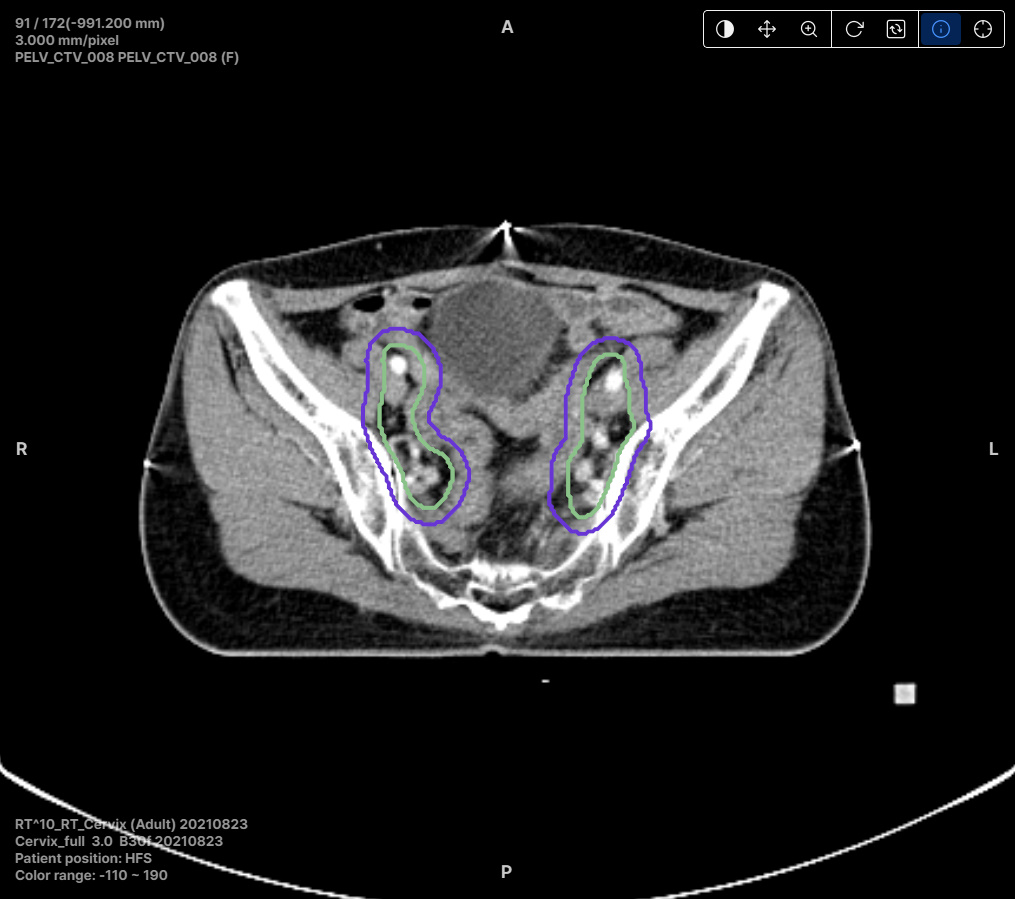 91 / 172(-991.200 mm)
3.000 mm/pixel
PELV_CTV_008 PELV_CTV_008 (F)
A
R
L
RT^10_RT_Cervix (Adult) 20210823
Cervix_full 3.0 B30f 20210823
Patient position: HFS
Color range: -110 ~ 190
P